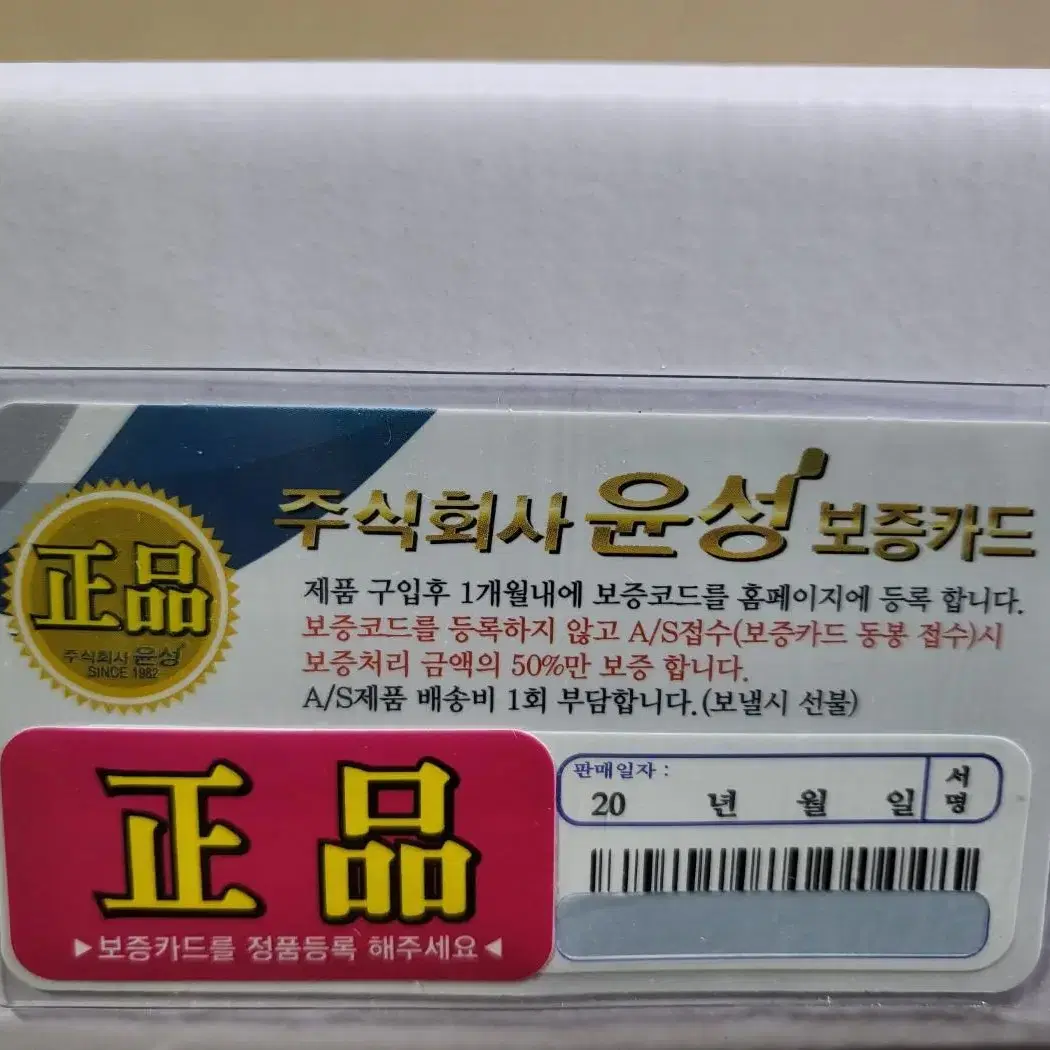 주식회사 윤성 보증카드
正品
주식회사 윤성
SINCE 1982
제품 구입후 1개월내에 보증코드를 홈페이지에 등록 합니다.
보증코드를 등록하지 않고 A/S접수(보증카드 동봉 접수)시
보증처리 금액의 50%만 보증 합니다.
A/S제품 배송비 1회 부담합니다.(보낼시 선불)
正品
▶보증카드를 정품등록 해주세요◀
판매일자 :
20 년 월 일
서명